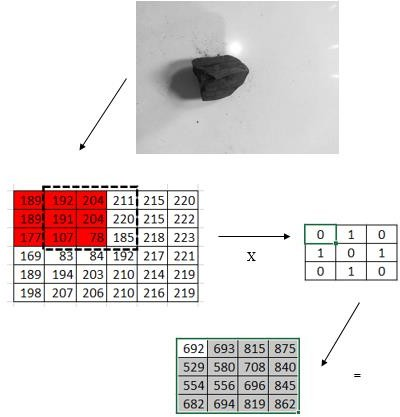 189 192 204 211 215 220
189 191 204 220 215 222
177 107 78 185 218 223
169 83 84 192 217 221
189 194 203 210 214 219
198 207 206 210 216 219
X
0 1 0
1 0 1
0 1 0
692 693 815 875
529 580 708 840
554 556 696 845
682 694 819 862
=